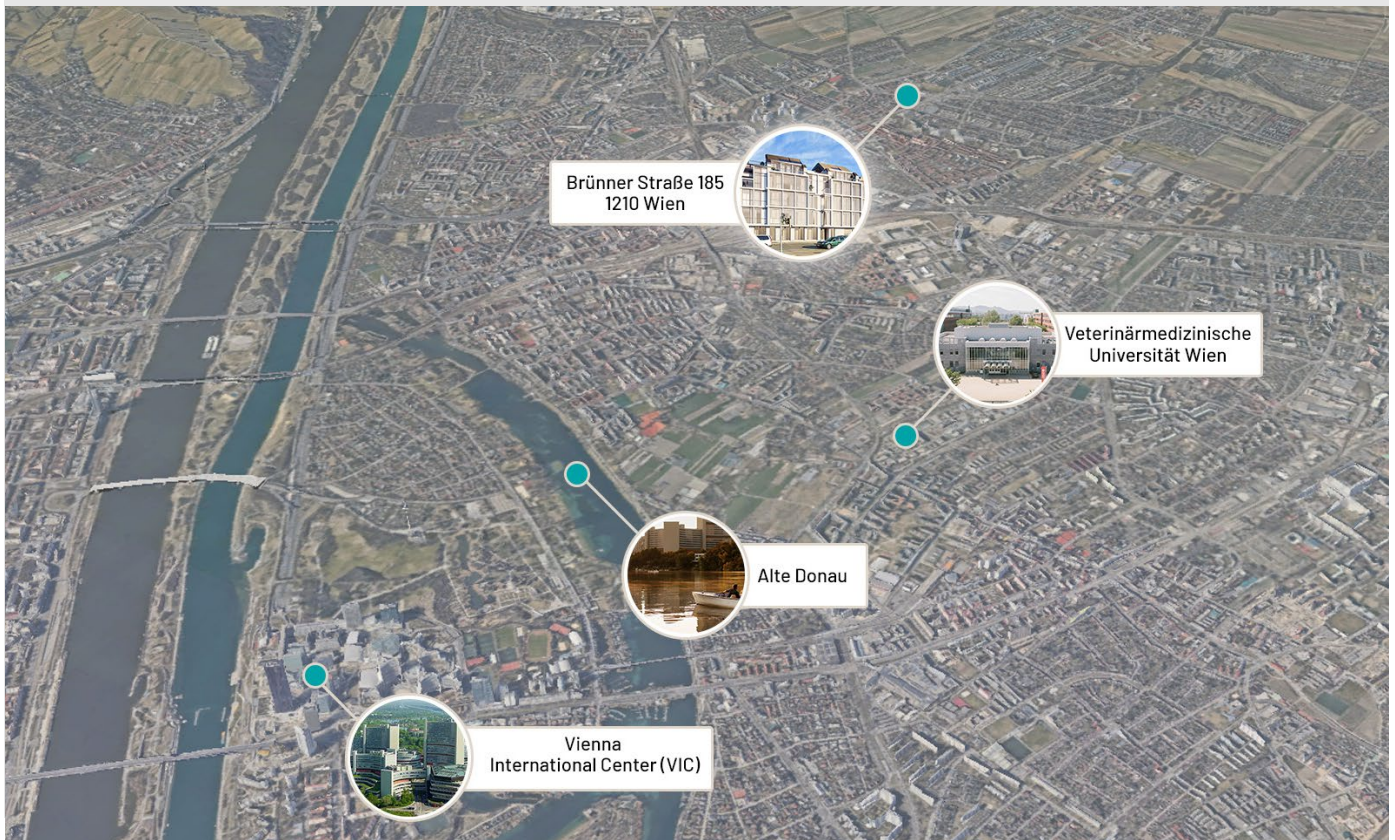 Brünner Straße 185
1210 Wien
Veterinärmedizinische
Universität Wien
Alte Donau
Vienna
International Center (VIC)